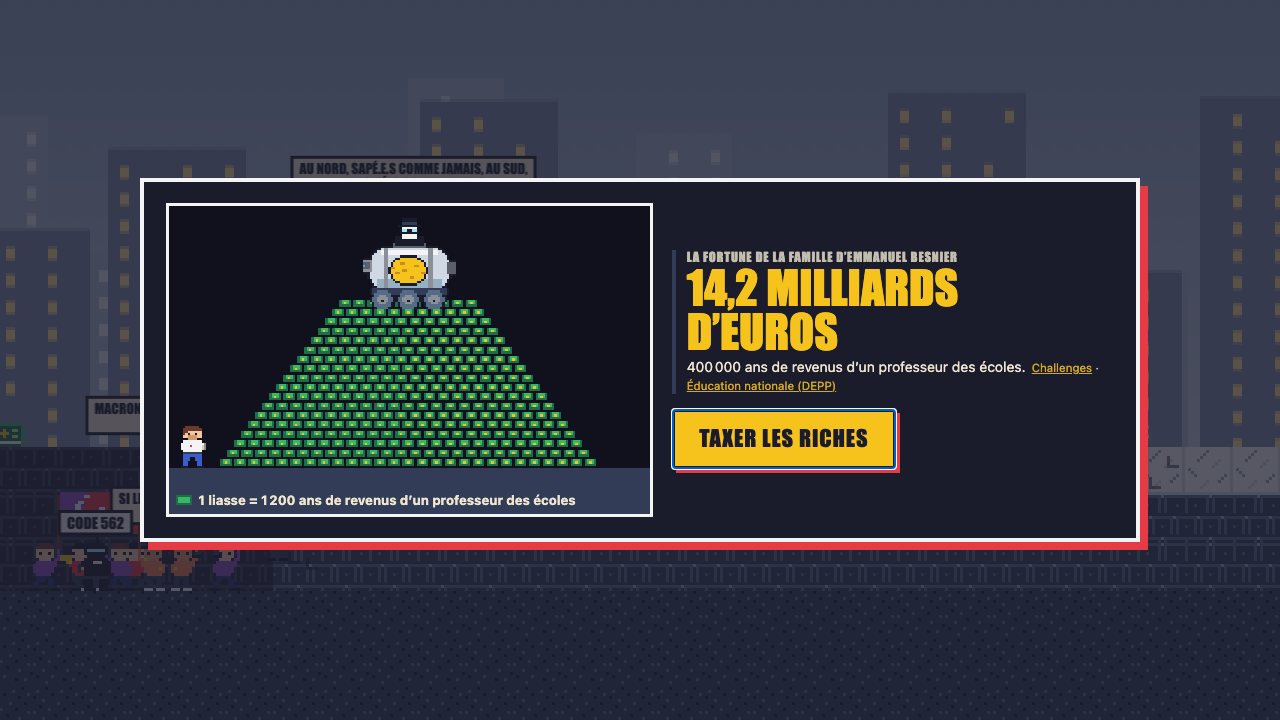 AU NORD, SAPÉ.E.S COMME JAMAIS, AU SUD,
LA FORTUNE DE LA FAMILLE D'EMMANUEL BESNIER
14,2 MILLIARDS
D'EUROS
400 000 ans de revenus d'un professeur des écoles. Challenges ·
Éducation nationale (DEPP)
MACRON
TAXER LES RICHES
1 liasse = 1 200 ans de revenus d'un professeur des écoles
SI
CODE 562